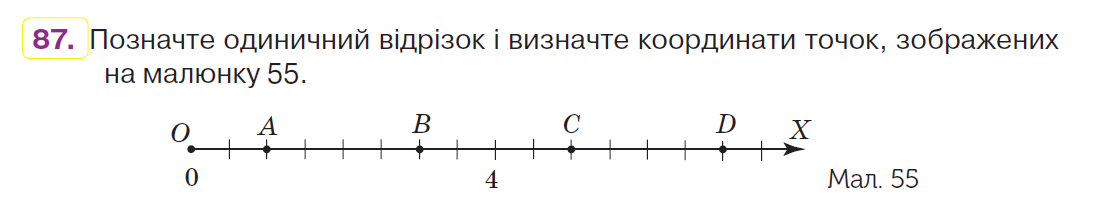 87. Позначте одиничний відрізок і визначте координати точок, зображених
на малюнку 55.
O A B C D X
0 4 Мал. 55